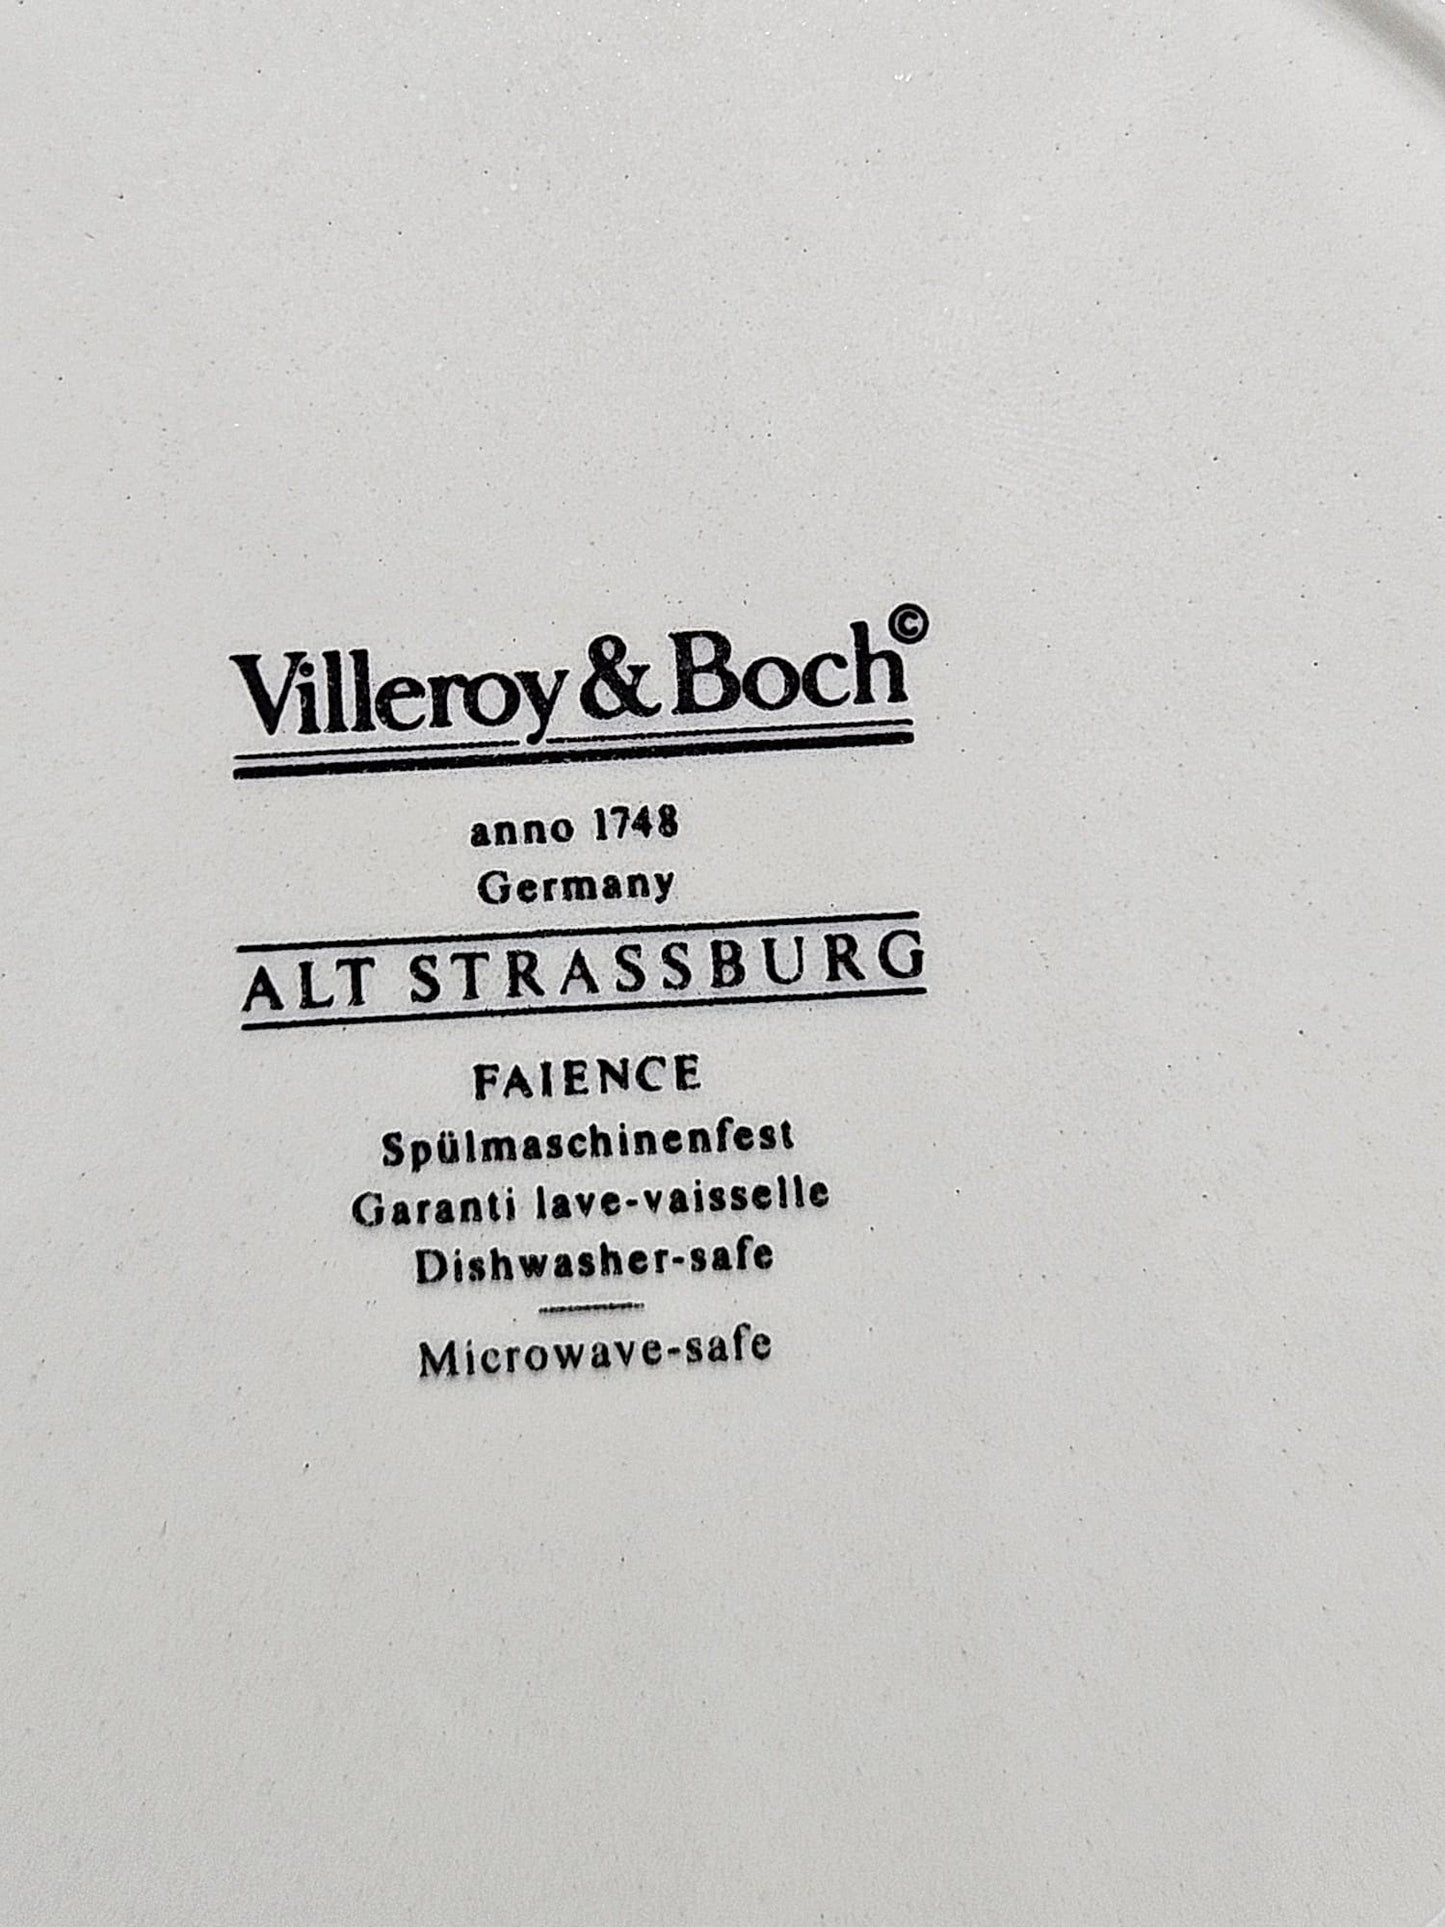 Villeroy & Boch©
anno 1748
Germany
ALT STRASSBURG
FAIENCE
Spülmaschinenfest
Garanti lave-vaisselle
Dishwasher-safe
Microwave-safe